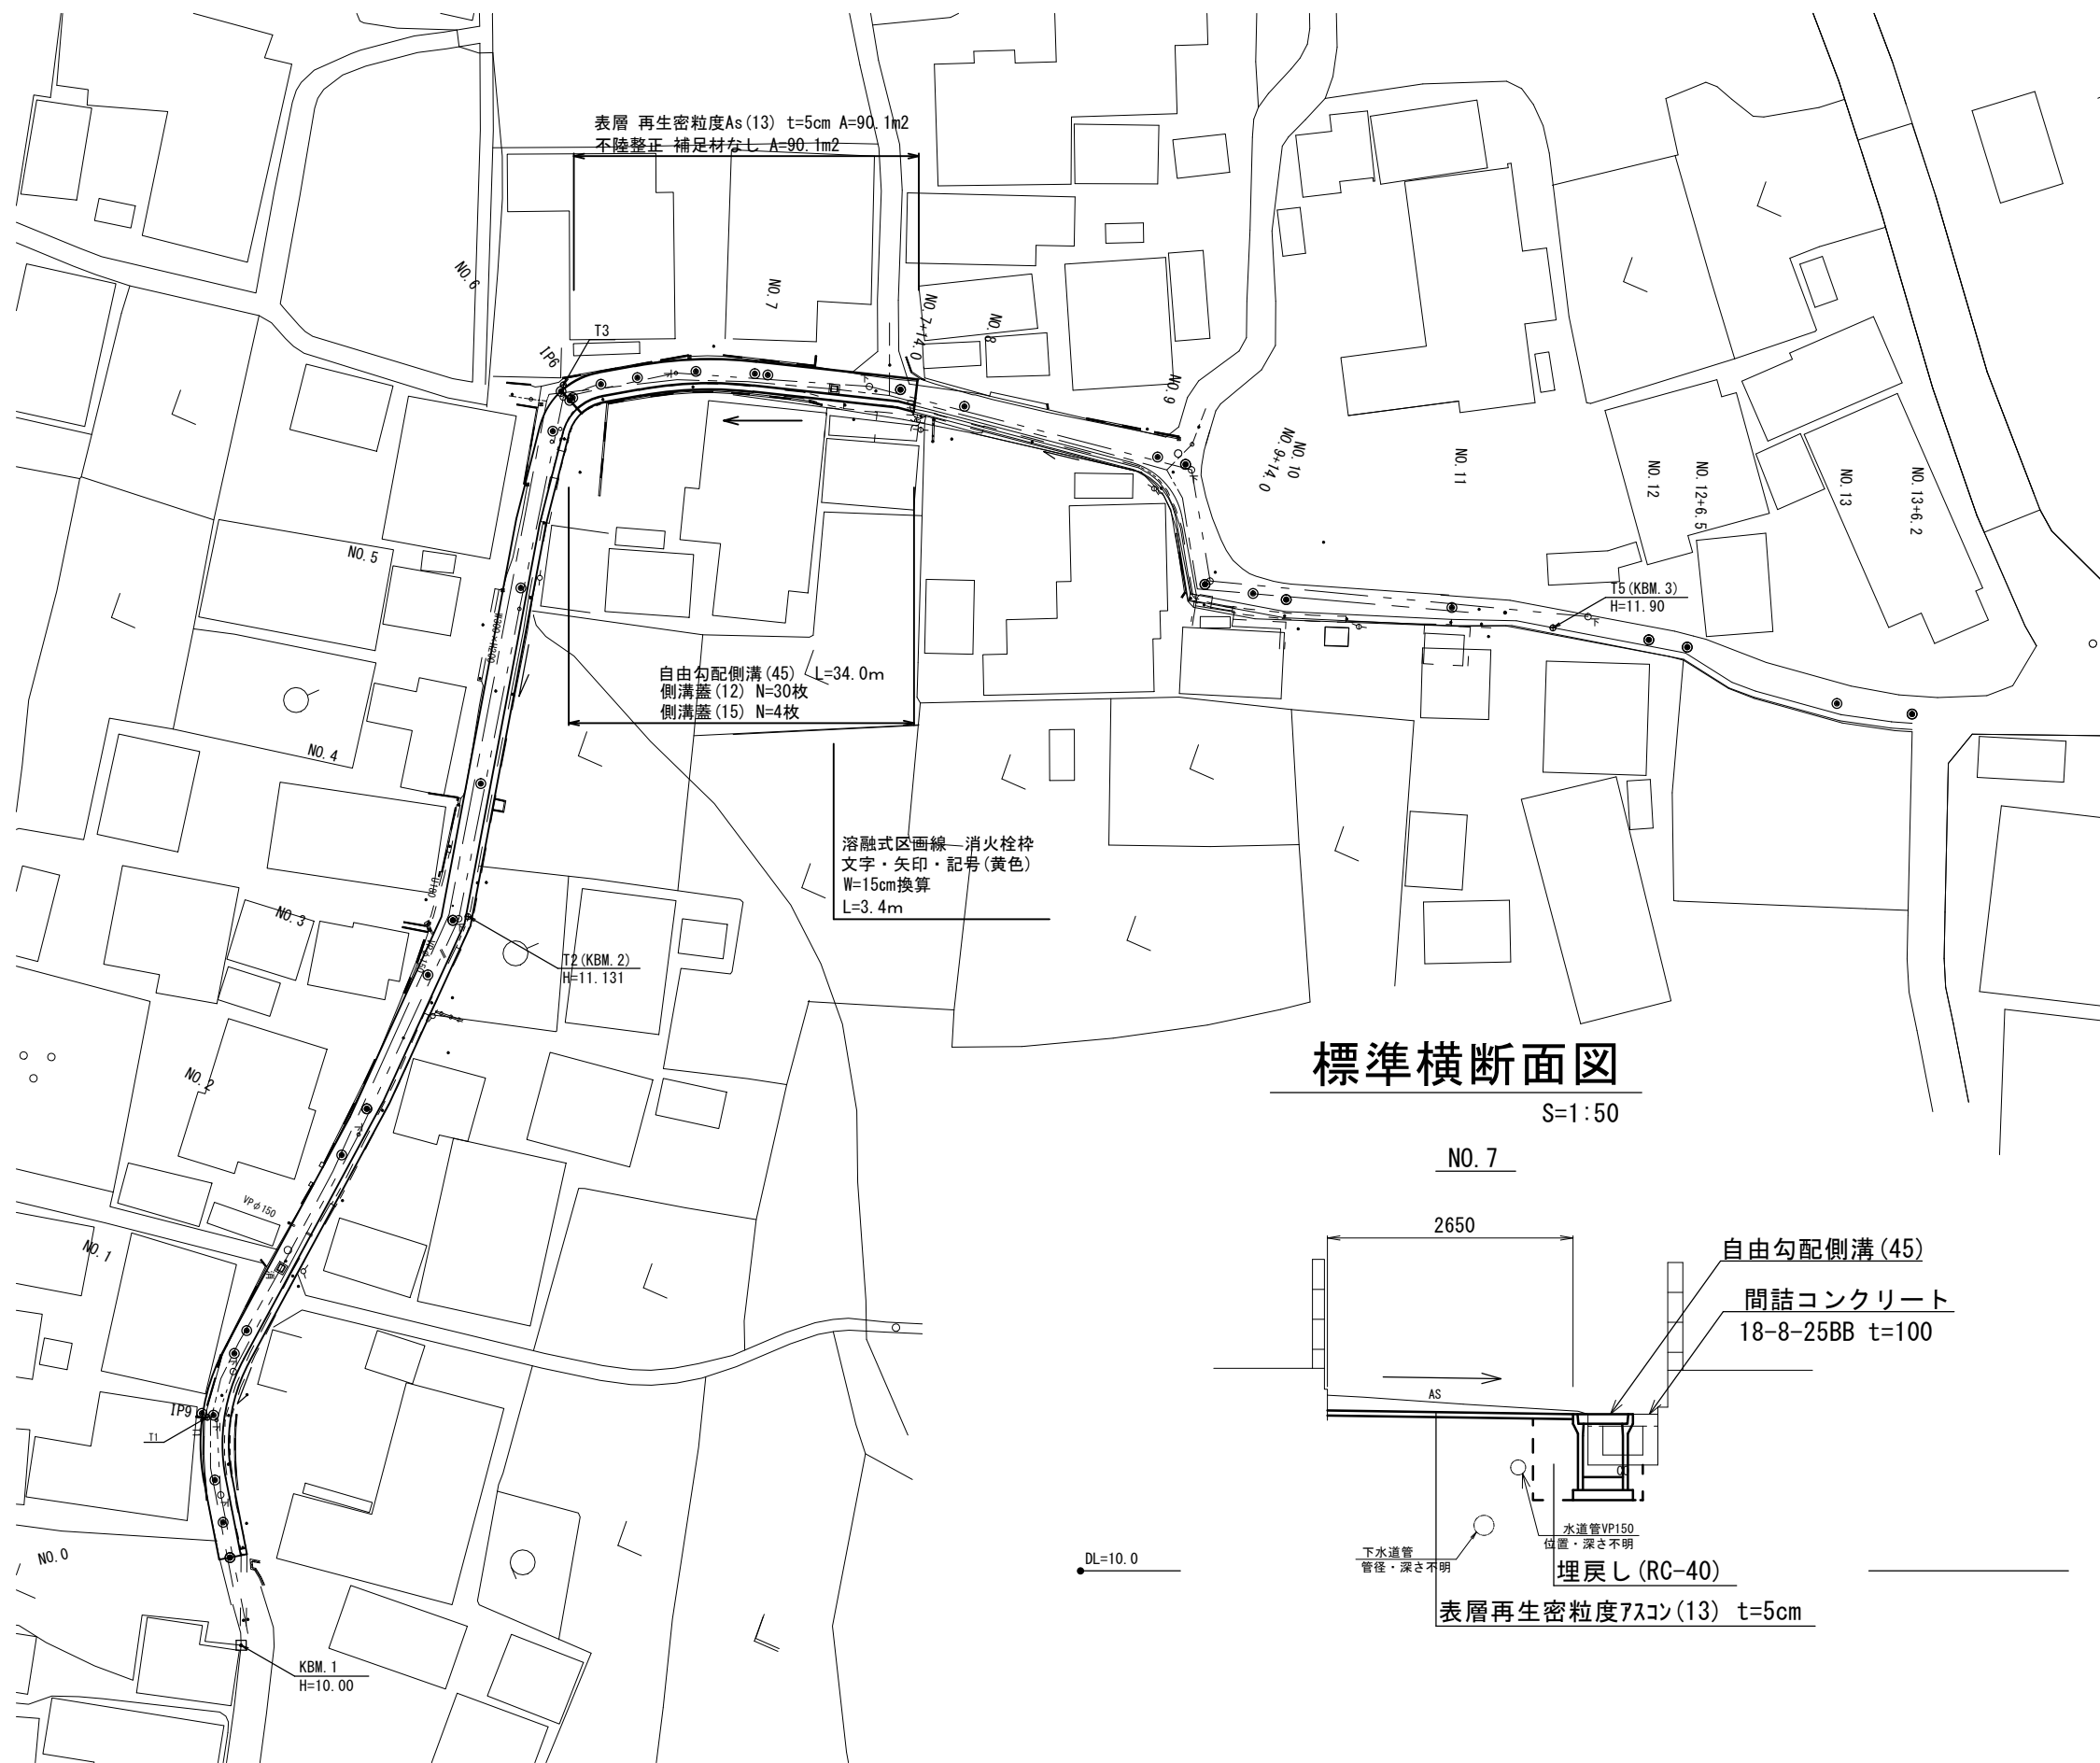 表層 再生密粒度As(13) t=5cm A=90.1m2
不陸整正 補足材なし A=90.1m2
NO.6
NO.7
NO.7+14.0
NO.8
T3
IP6
NO.9
NO.10
NO.9+14.0
NO.11
NO.12
NO.12+6.5
NO.13
NO.13+6.2
NO.5
T5(KBM.3)
H=11.90
自由勾配側溝(45) L=34.0m
側溝蓋(12) N=30枚
側溝蓋(15) N=4枚
NO.4
溶融式区画線 消火栓枠
文字・矢印・記号(黄色)
W=15cm換算
L=3.4m
NO.3
T2(KBM.2)
H=11.131
NO.2
標準横断面図
S=1:50
NO.7
VPφ150
NO.1
2650
自由勾配側溝(45)
間詰コンクリート
18-8-25BB t=100
AS
IP9
T1
水道管VP150
位置・深さ不明
下水道管
管径・深さ不明
DL=10.0
埋戻し(RC-40)
表層再生密粒度アスコン(13) t=5cm
NO.0
KBM.1
H=10.00